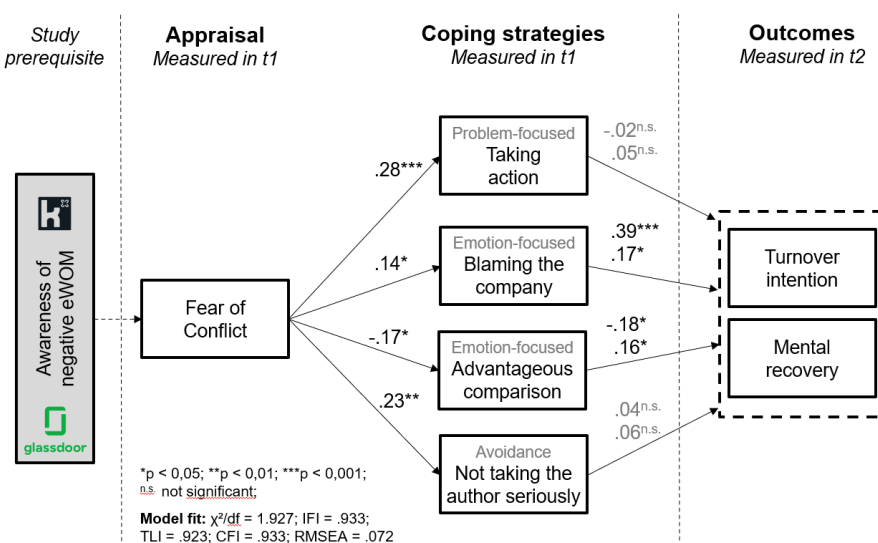 Study
prerequisite
Appraisal
Measured in t1
Coping strategies
Measured in t1
Outcomes
Measured in t2
k
Awareness of
negative eWOM
glassdoor
Fear of
Conflict
.28***
.14*
-.17*
.23**
Problem-focused
Taking
action
Emotion-focused
Blaming the
company
Emotion-focused
Advantageous
comparison
Avoidance
Not taking the
author seriously
-.02n.s.
.05n.s.
.39***
.17*
-.18*
.16*
.04n.s.
.06n.s.
Turnover
intention
Mental
recovery
*p < 0,05; **p < 0,01; ***p < 0,001;
n.s. not significant;
Model fit: χ²/df = 1.927; IFI = .933;
TLI = .923; CFI = .933; RMSEA = .072